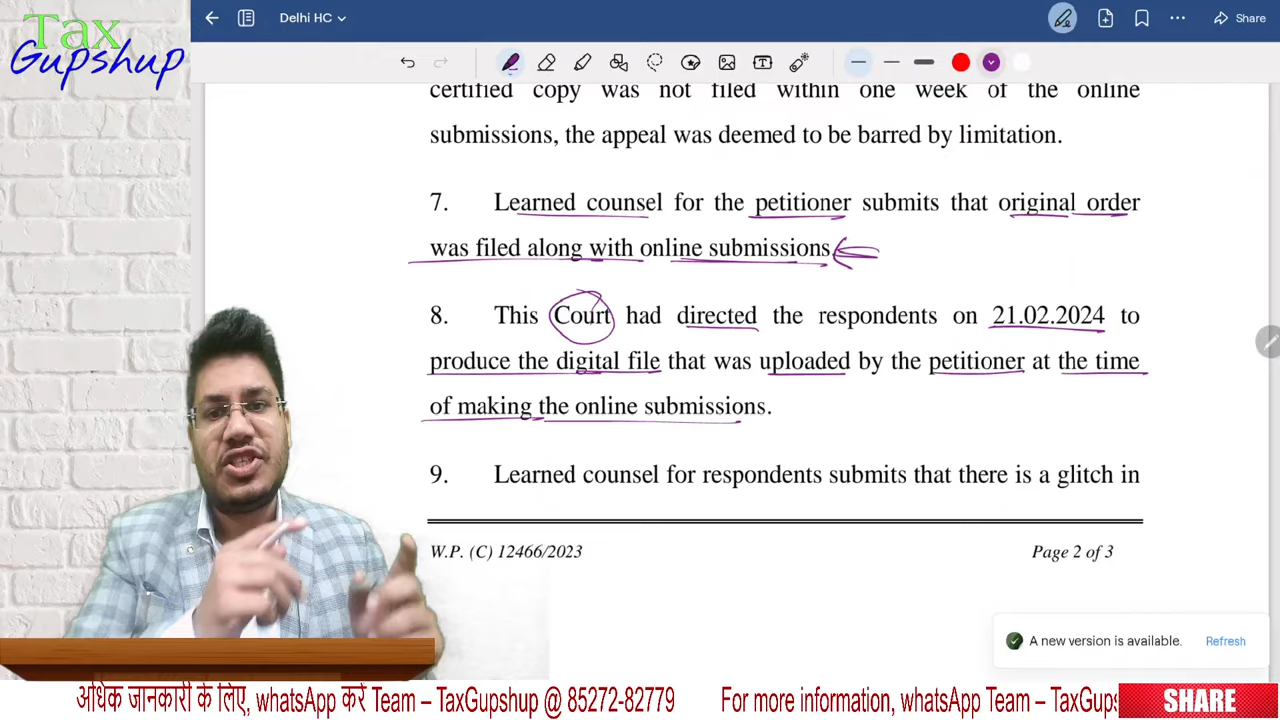 Tax
Gupshup
Delhi HC
Share
certified copy was not filed within one week of the online
submissions, the appeal was deemed to be barred by limitation.
7. Learned counsel for the petitioner submits that original order
was filed along with online submissions
8. This Court had directed the respondents on 21.02.2024 to
produce the digital file that was uploaded by the petitioner at the time
of making the online submissions.
9. Learned counsel for respondents submits that there is a glitch in
W.P. (C) 12466/2023
Page 2 of 3
A new version is available.
Refresh
अधिक जानकारी के लिए, whatsApp करें Team – TaxGupshup @ 85272-82779
For more information, whatsApp Team – TaxGups
SHARE